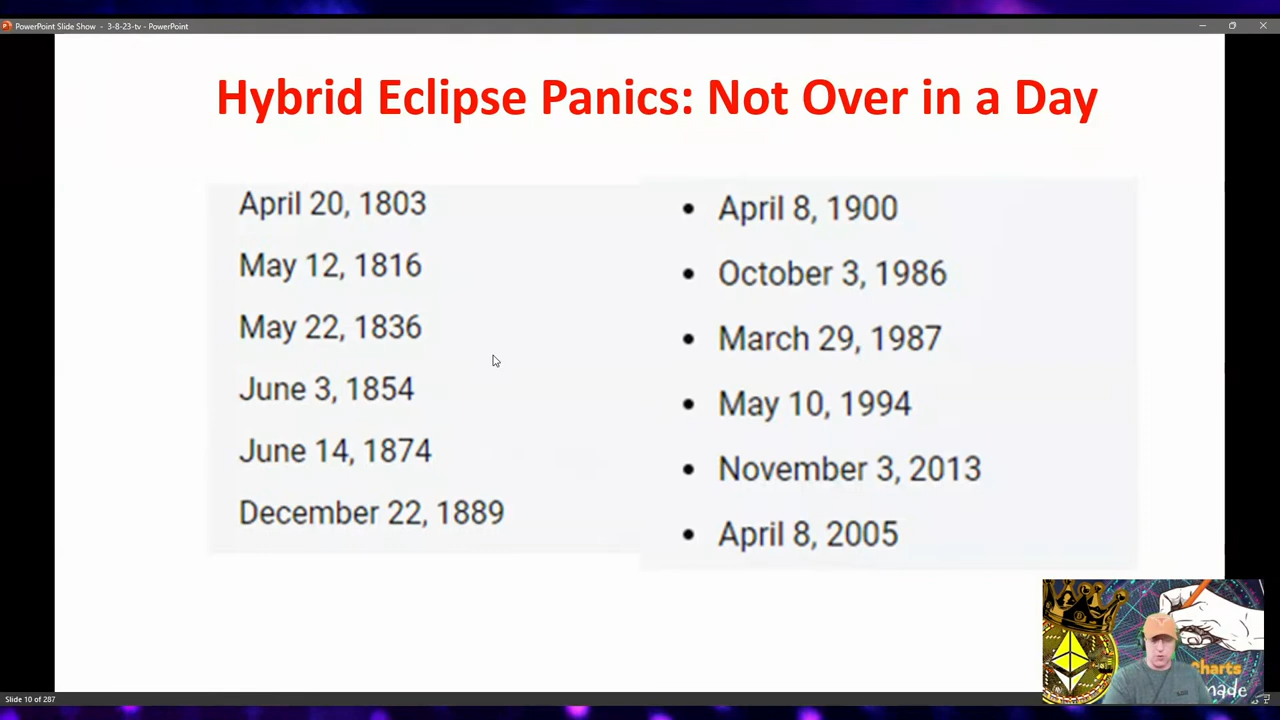 PowerPoint Slide Show - 3-8-23-tv - PowerPoint
Hybrid Eclipse Panics: Not Over in a Day
April 20, 1803
May 12, 1816
May 22, 1836
June 3, 1854
June 14, 1874
December 22, 1889
• April 8, 1900
• October 3, 1986
• March 29, 1987
• May 10, 1994
• November 3, 2013
• April 8, 2005
Charts
made
Slide 10 of 287